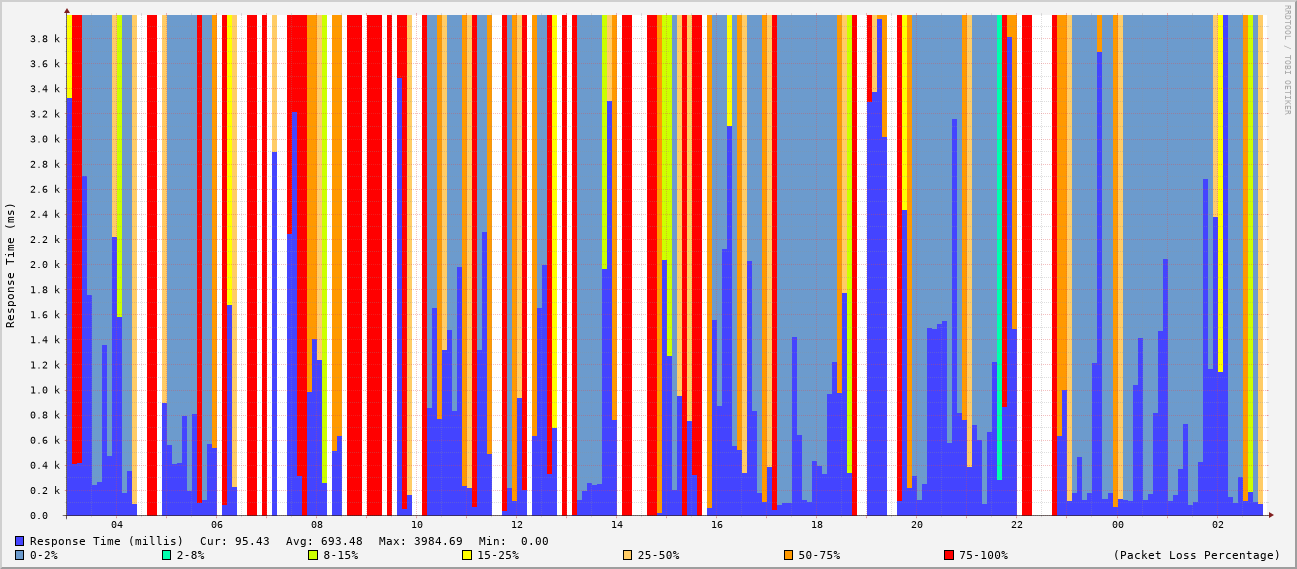 RRDTOOL / TOBI OETIKER
Response Time (ms)
3.8 k
3.6 k
3.4 k
3.2 k
3.0 k
2.8 k
2.6 k
2.4 k
2.2 k
2.0 k
1.8 k
1.6 k
1.4 k
1.2 k
1.0 k
0.8 k
0.6 k
0.4 k
0.2 k
0.0
04 06 08 10 12 14 16 18 20 22 00 02
Response Time (millis) Cur: 95.43 Avg: 693.48 Max: 3984.69 Min: 0.00
0-2% 2-8% 8-15% 15-25% 25-50% 50-75% 75-100% (Packet Loss Percentage)